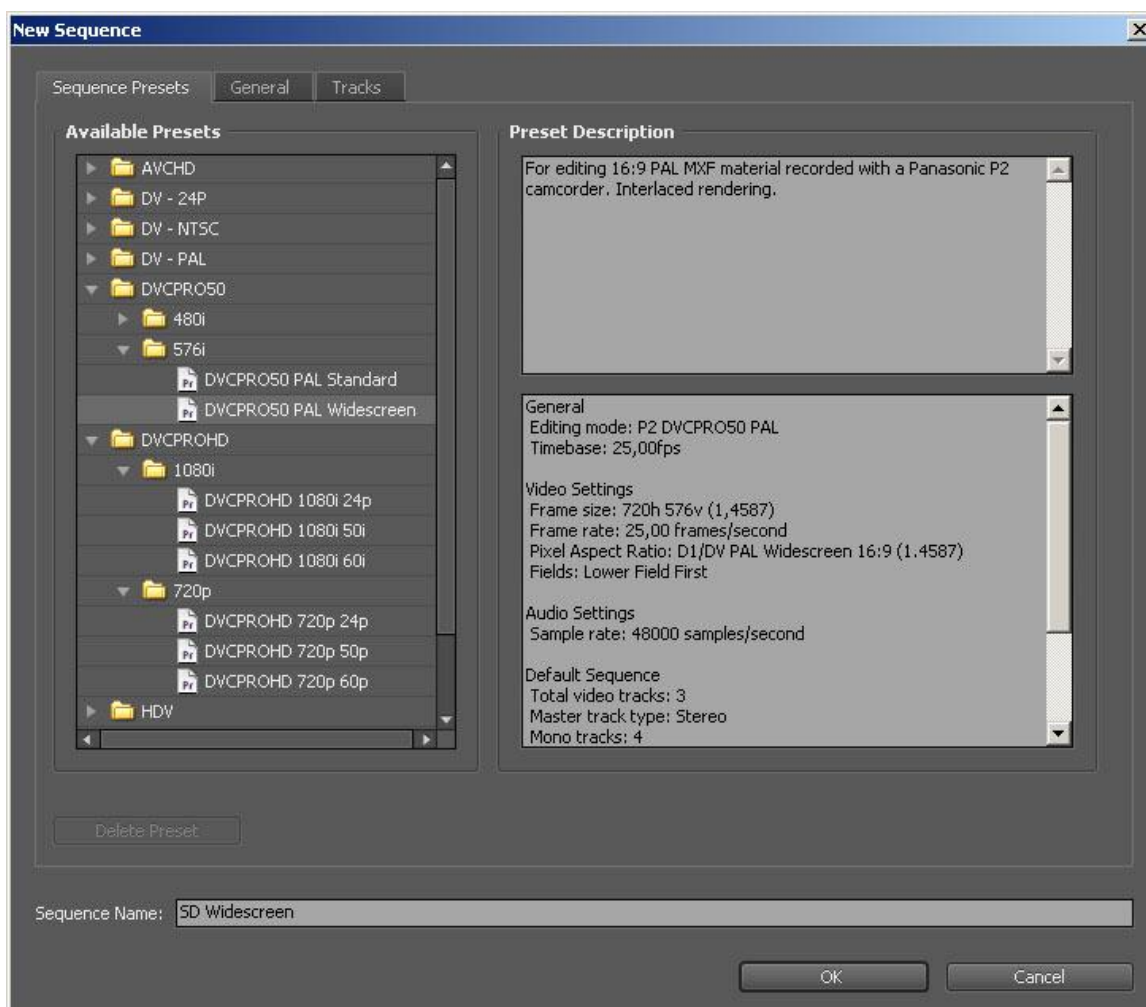 New Sequence
Sequence Presets
General
Tracks
Available Presets
AVCHD
DV - 24P
DV - NTSC
DV - PAL
DVCPRO50
480i
576i
DVCPRO50 PAL Standard
DVCPRO50 PAL Widescreen
DVCPROHD
1080i
DVCPROHD 1080i 24p
DVCPROHD 1080i 50i
DVCPROHD 1080i 60i
720p
DVCPROHD 720p 24p
DVCPROHD 720p 50p
DVCPROHD 720p 60p
HDV
Preset Description
For editing 16:9 PAL MXF material recorded with a Panasonic P2
camcorder. Interlaced rendering.
General
Editing mode: P2 DVCPRO50 PAL
Timebase: 25,00fps
Video Settings
Frame size: 720h 576v (1,4587)
Frame rate: 25,00 frames/second
Pixel Aspect Ratio: D1/DV PAL Widescreen 16:9 (1.4587)
Fields: Lower Field First
Audio Settings
Sample rate: 48000 samples/second
Default Sequence
Total video tracks: 3
Master track type: Stereo
Mono tracks: 4
Delete Preset
Sequence Name: SD Widescreen
OK
Cancel